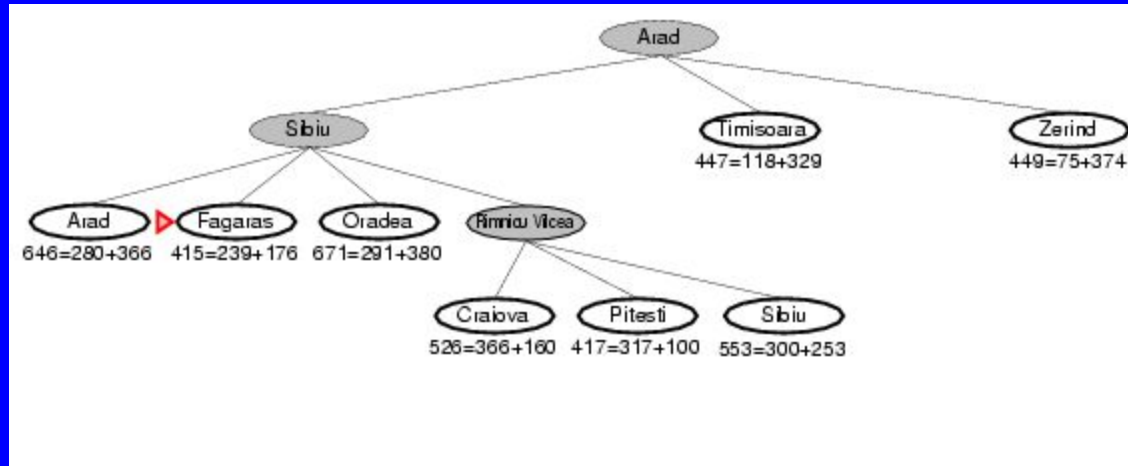 Arad
Sibiu
Timisoara
Zerind
447=118+329
449=75+374
Arad
Fagaras
Oradea
Rimnicu Vilcea
646=280+366
415=239+176
671=291+380
Craiova
Pitesti
Sibiu
526=366+160
417=317+100
553=300+253